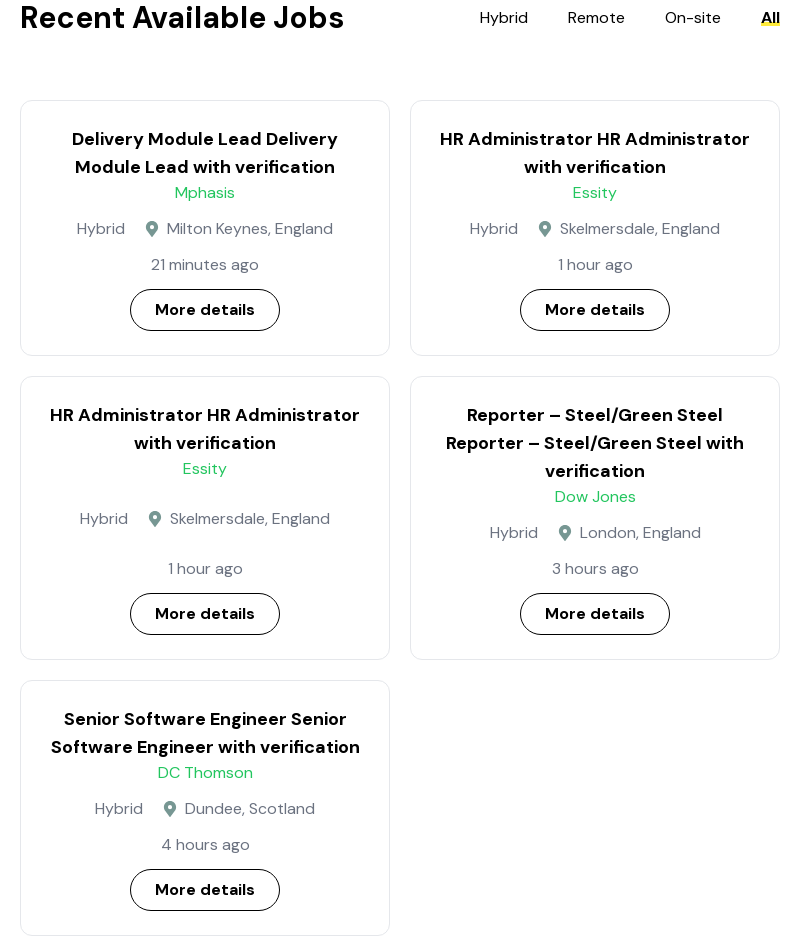 Recent Available Jobs
Hybrid Remote On-site All
Delivery Module Lead Delivery
Module Lead with verification
Mphasis
Hybrid Milton Keynes, England
21 minutes ago
More details
HR Administrator HR Administrator
with verification
Essity
Hybrid Skelmersdale, England
1 hour ago
More details
HR Administrator HR Administrator
with verification
Essity
Hybrid Skelmersdale, England
1 hour ago
More details
Reporter – Steel/Green Steel
Reporter – Steel/Green Steel with
verification
Dow Jones
Hybrid London, England
3 hours ago
More details
Senior Software Engineer Senior
Software Engineer with verification
DC Thomson
Hybrid Dundee, Scotland
4 hours ago
More details